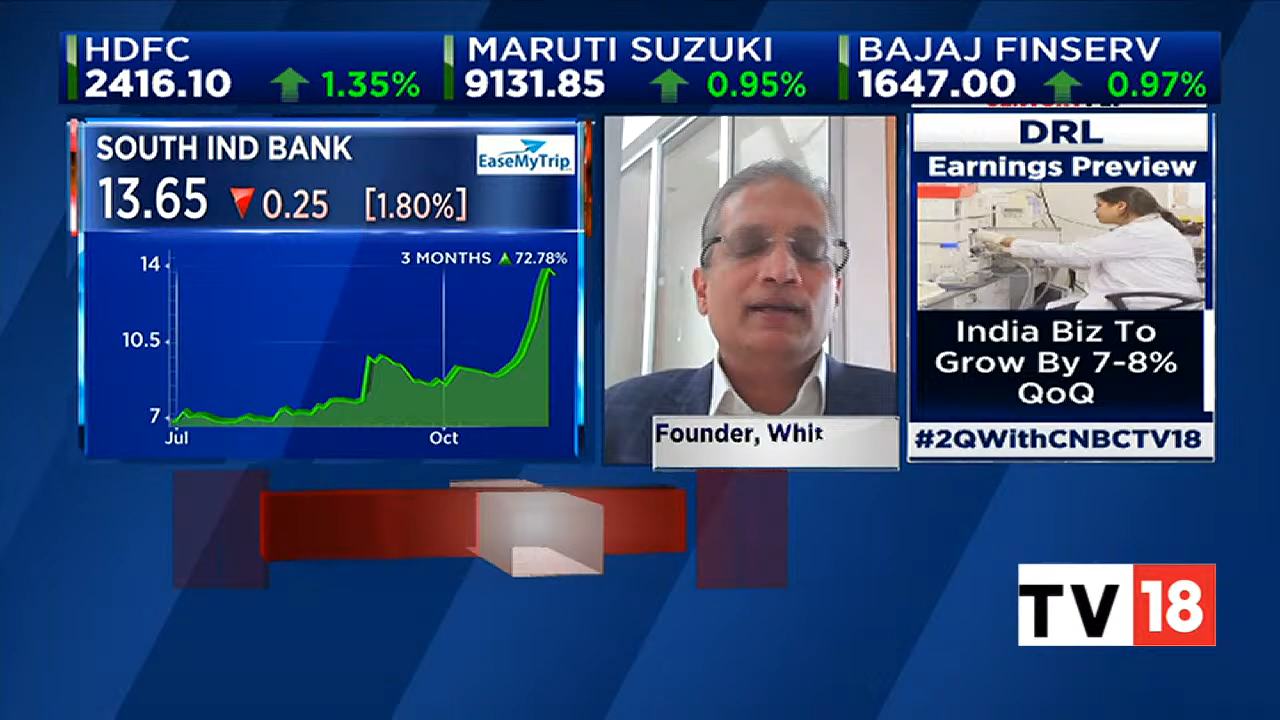 HDFC
2416.10 1.35%
MARUTI SUZUKI
9131.85 0.95%
BAJAJ FINSERV
1647.00 0.97%
SOUTH IND BANK
EaseMyTrip
13.65 0.25 [1.80%]
3 MONTHS 72.78%
14
10.5
7
Jul Oct
Founder, Whit
DRL
Earnings Preview
India Biz To
Grow By 7-8%
QoQ
#2QWithCNBCTV18
TV18